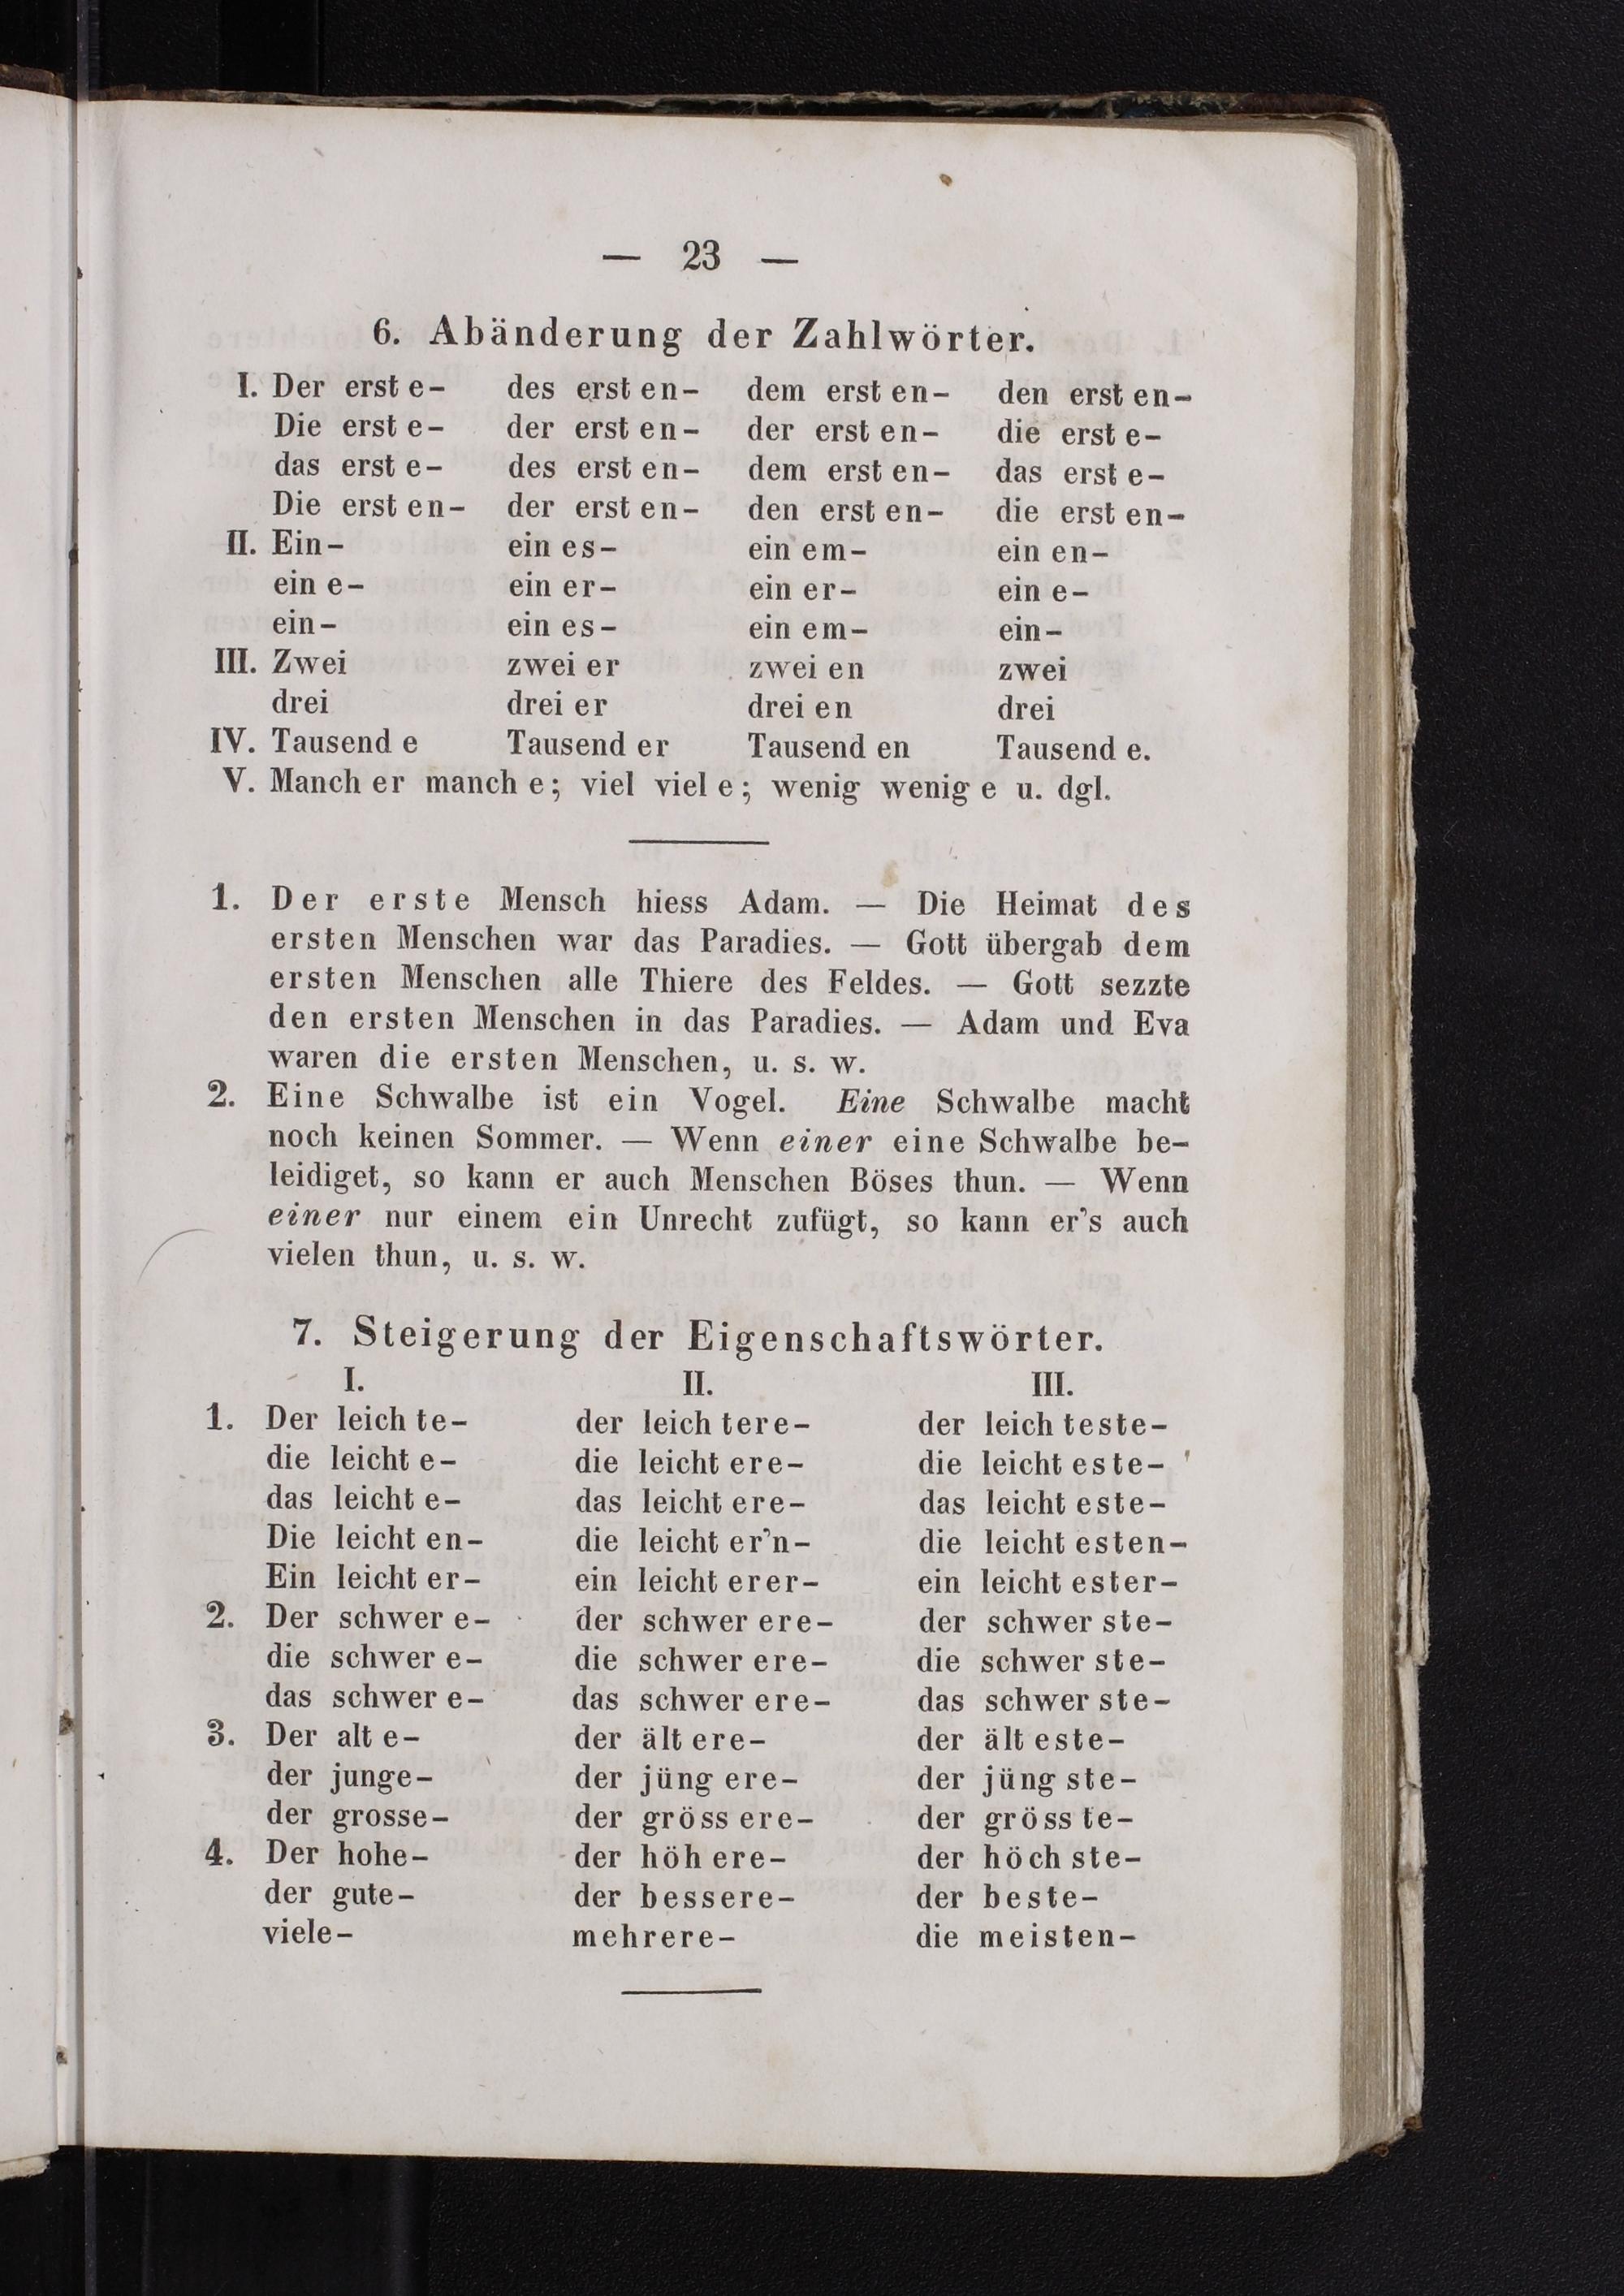 — 23 —
6. Abänderung der Zahlwörter.
I. Der erst e- des erst en- dem erst en- den erst en-
Die erst e- der erst en- der erst en- die erst e-
das erst e- des erst en- dem erst en- das erst e-
Die erst en- der erst en- den erst en- die erst en-
II. Ein- ein es- ein em- ein en-
ein e- ein er- ein er- ein e-
ein- ein es- ein em- ein-
III. Zwei zwei er zwei en zwei
drei drei er drei en drei
IV. Tausend e Tausend er Tausend en Tausend e.
V. Manch er manch e; viel viel e; wenig wenig e u. dgl.
1. Der erste Mensch hiess Adam. — Die Heimat des
ersten Menschen war das Paradies. — Gott übergab dem
ersten Menschen alle Thiere des Feldes. — Gott sezzte
den ersten Menschen in das Paradies. — Adam und Eva
waren die ersten Menschen, u. s. w.
2. Eine Schwalbe ist ein Vogel. Eine Schwalbe macht
noch keinen Sommer. — Wenn einer eine Schwalbe be-
leidiget, so kann er auch Menschen Böses thun. — Wenn
einer nur einem ein Unrecht zufügt, so kann er's auch
vielen thun, u. s. w.
7. Steigerung der Eigenschaftswörter.
I. II. III.
1. Der leich te- der leich tere- der leich teste-
die leicht e- die leicht ere- die leicht este-
das leicht e- das leicht ere- das leicht este-
Die leicht en- die leicht er'n- die leicht esten-
Ein leicht er- ein leicht erer- ein leicht ester-
2. Der schwer e- der schwer ere- der schwer ste-
die schwer e- die schwer ere- die schwer ste-
das schwer e- das schwer ere- das schwer ste-
3. Der alt e- der ält ere- der ält este-
der junge- der jüng ere- der jüng ste-
der grosse- der gröss ere- der gröss te-
4. Der hohe- der höh ere- der höch ste-
der gute- der bessere- der beste-
viele- mehrere- die meisten-